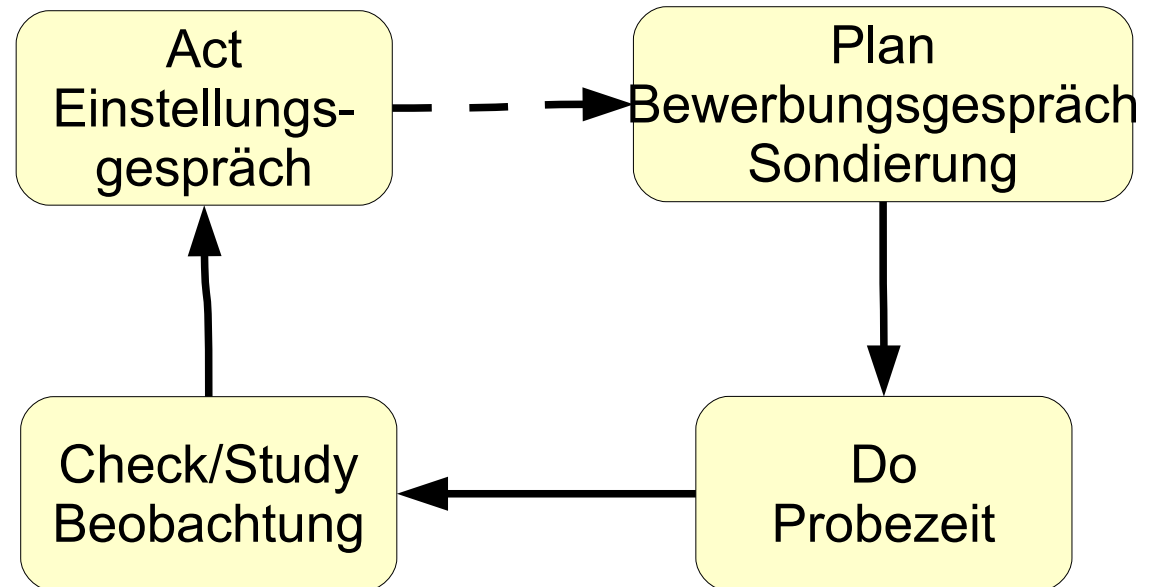 Act
Einstellungs-
gespräch
Plan
Bewerbungsgespräch
Sondierung
Check/Study
Beobachtung
Do
Probezeit